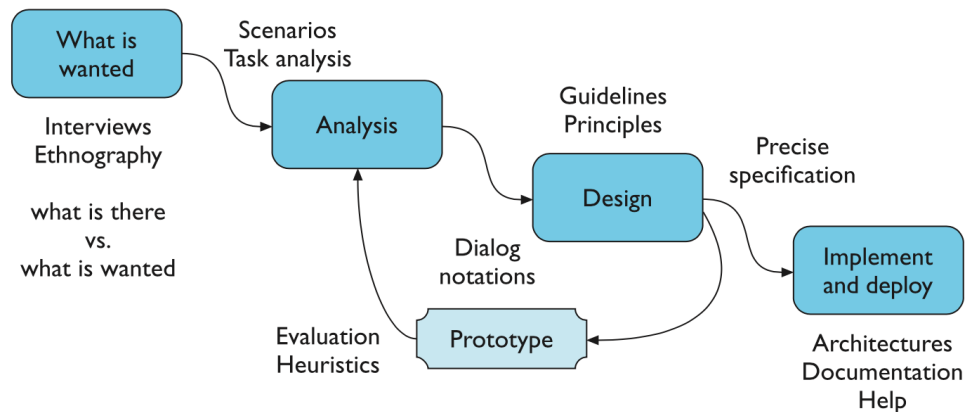 What is
wanted
Scenarios
Task analysis
Interviews
Ethnography
what is there
vs.
what is wanted
Analysis
Guidelines
Principles
Design
Precise
specification
Dialog
notations
Implement
and deploy
Evaluation
Heuristics
Prototype
Architectures
Documentation
Help